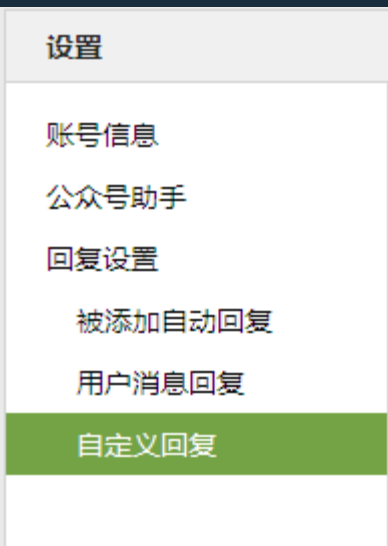 设置
账号信息
公众号助手
回复设置
被添加自动回复
用户消息回复
自定义回复